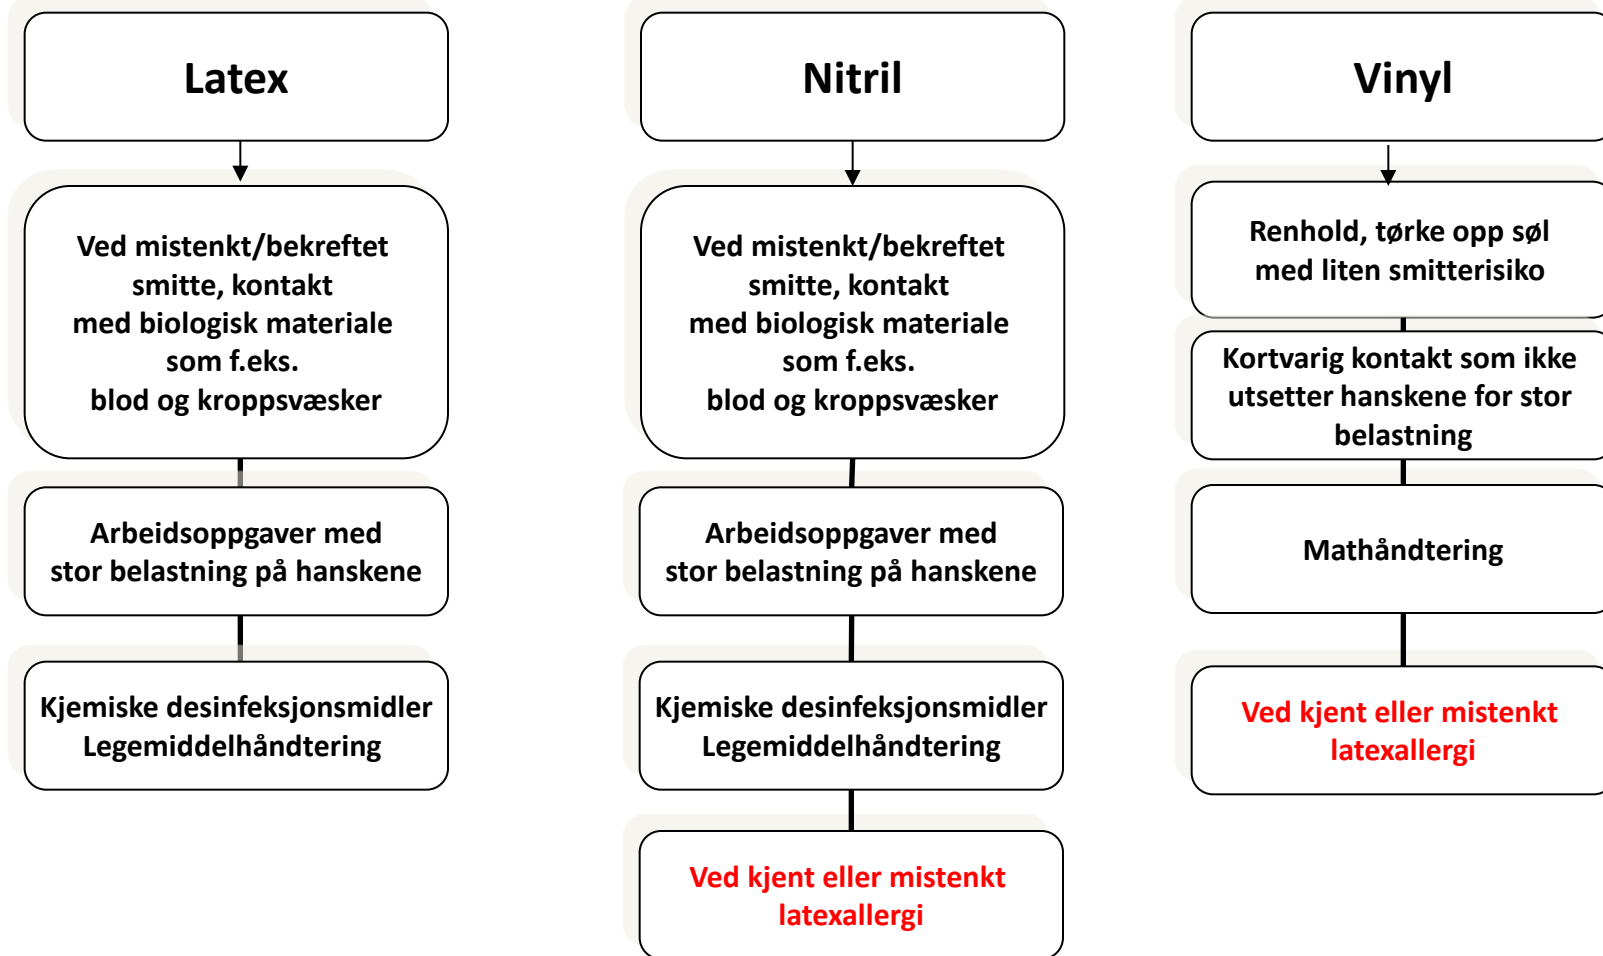 Latex
Ved mistenkt/bekreftet
smitte, kontakt
med biologisk materiale
som f.eks.
blod og kroppsvæsker
Arbeidsoppgaver med
stor belastning på hanskene
Kjemiske desinfeksjonsmidler
Legemiddelhåndtering
Nitril
Ved mistenkt/bekreftet
smitte, kontakt
med biologisk materiale
som f.eks.
blod og kroppsvæsker
Arbeidsoppgaver med
stor belastning på hanskene
Kjemiske desinfeksjonsmidler
Legemiddelhåndtering
Ved kjent eller mistenkt
latexallergi
Vinyl
Renhold, tørke opp søl
med liten smitterisiko
Kortvarig kontakt som ikke
utsetter hanskene for stor
belastning
Mathåndtering
Ved kjent eller mistenkt
latexallergi